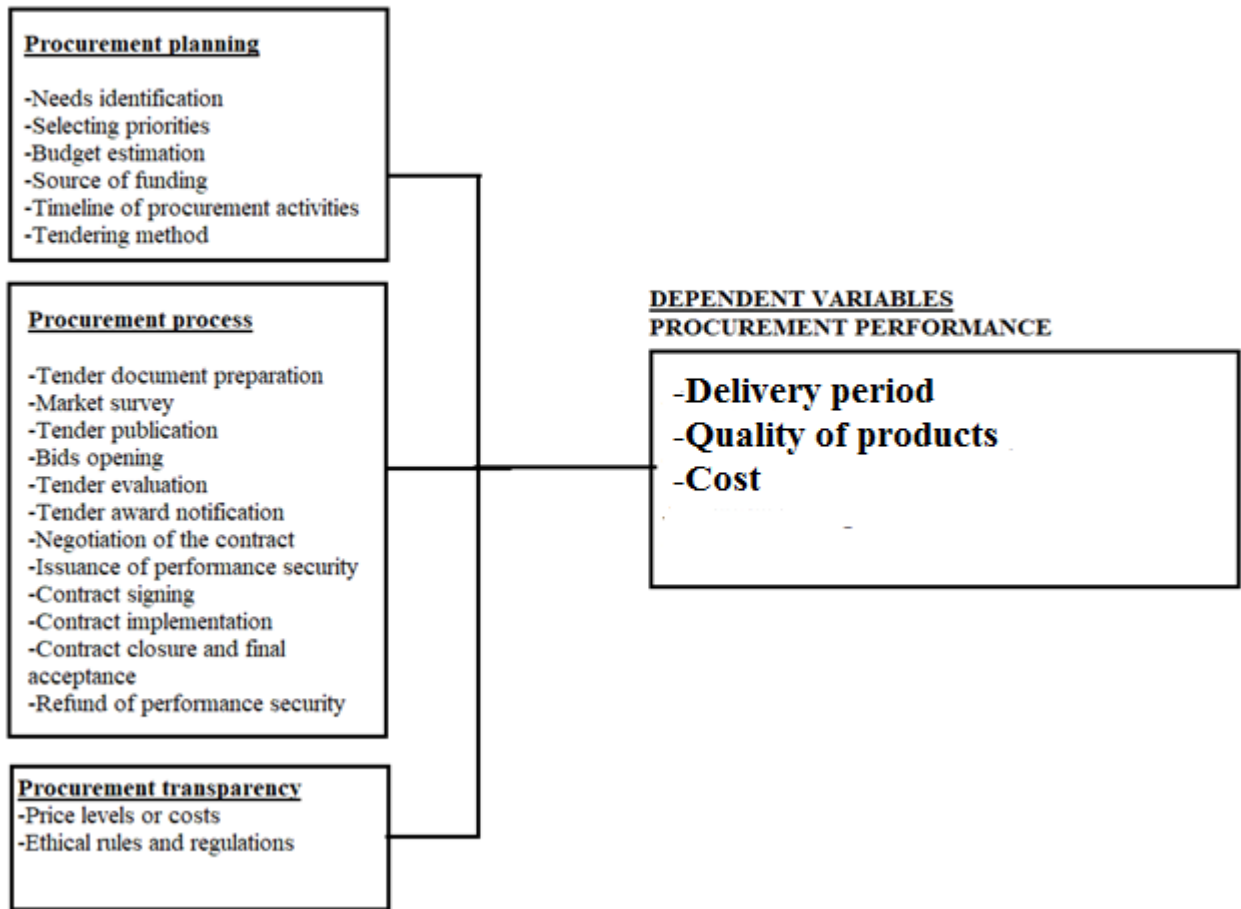 Procurement planning
-Needs identification
-Selecting priorities
-Budget estimation
-Source of funding
-Timeline of procurement activities
-Tendering method
Procurement process
-Tender document preparation
-Market survey
-Tender publication
-Bids opening
-Tender evaluation
-Tender award notification
-Negotiation of the contract
-Issuance of performance security
-Contract signing
-Contract implementation
-Contract closure and final
acceptance
-Refund of performance security
Procurement transparency
-Price levels or costs
-Ethical rules and regulations
DEPENDENT VARIABLES
PROCUREMENT PERFORMANCE
-Delivery period
-Quality of products
-Cost